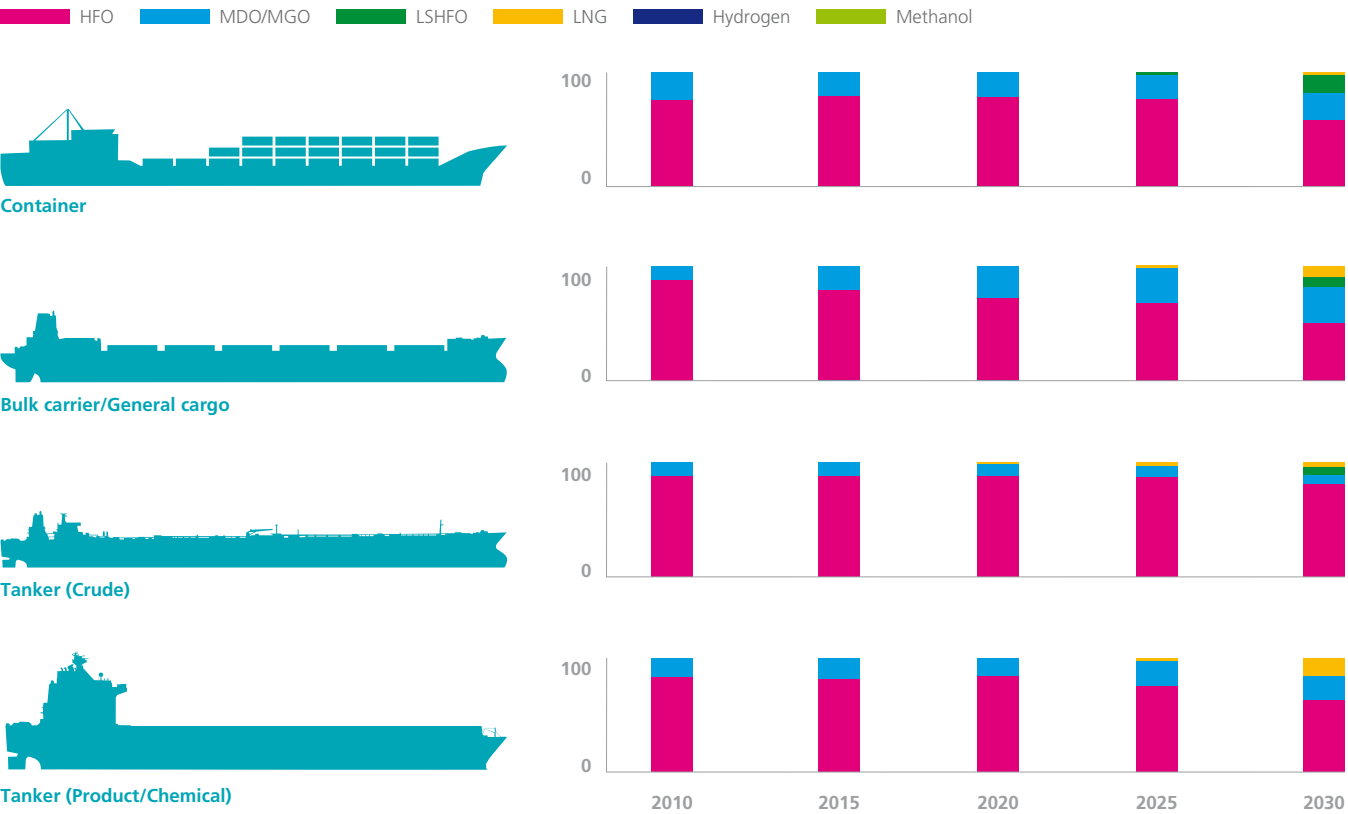 HFO MDO/MGO LSHFO LNG Hydrogen Methanol
100
0
Container
100
0
Bulk carrier/General cargo
100
0
Tanker (Crude)
100
0
Tanker (Product/Chemical)
2010 2015 2020 2025 2030